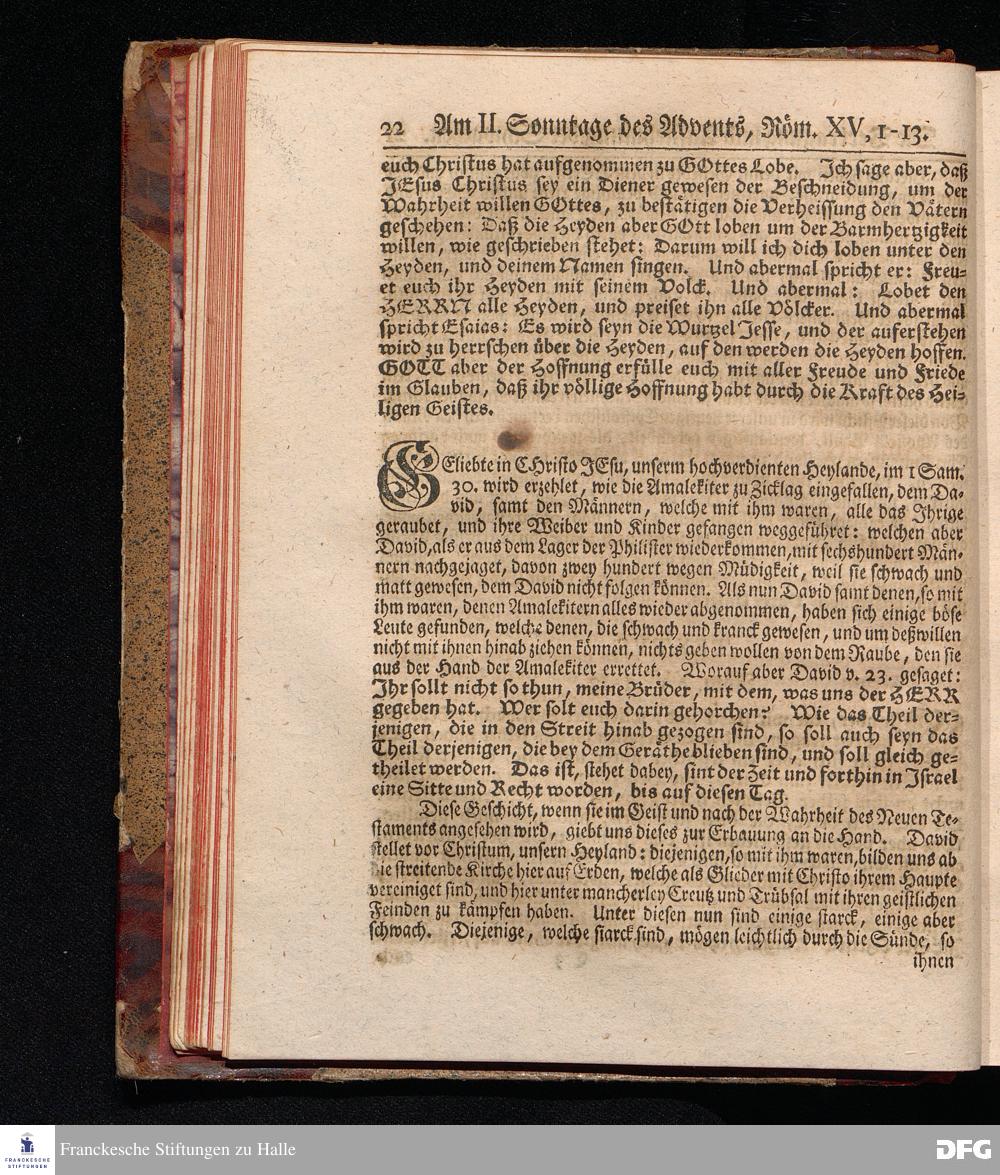 22 Am II. Sonntage des Advents, Röm. XV, 1-13.
euch Christus hat aufgenommen zu GOttes Lobe. Ich sage aber, daß
JEsus Christus sey ein Diener gewesen der Beschneidung, um der
Wahrheit willen GOttes, zu bestätigen die Verheissung den Vätern
geschehen: Daß die Heyden aber GOtt loben um der Barmhertzigkeit
willen, wie geschrieben stehet: Darum will ich dich loben unter den
Heyden, und deinem Namen singen. Und abermal spricht er: Freu-
et euch ihr Heyden mit seinem Volck. Und abermal: Lobet den
HERRN alle Heyden, und preiset ihn alle Völcker. Und abermal
spricht Esaias: Es wird seyn die Wurtzel Jesse, und der auferstehen
wird zu herrschen über die Heyden, auf den werden die Heyden hoffen.
GOTT aber der Hoffnung erfülle euch mit aller Freude und Friede
im Glauben, daß ihr völlige Hoffnung habt durch die Kraft des Hei-
ligen Geistes.
GEliebte in CHristo JEsu, unserm hochverdienten Heylande, im 1 Sam.
30. wird erzehlet, wie die Amalekiter zu Zicklag eingefallen, dem Da-
vid, samt den Männern, welche mit ihm waren, alle das Ihrige
geraubet, und ihre Weiber und Kinder gefangen weggeführet: welchen aber
David, als er aus dem Lager der Philister wiederkommen, mit sechshundert Män-
nern nachgejaget, davon zwey hundert wegen Müdigkeit, weil sie schwach und
matt gewesen, dem David nicht folgen können. Als nun David samt denen, so mit
ihm waren, denen Amalekitern alles wieder abgenommen, haben sich einige böse
Leute gefunden, welche denen, die schwach und kranck gewesen, und um deßwillen
nicht mit ihnen hinab ziehen können, nichts geben wollen von dem Raube, den sie
aus der Hand der Amalekiter errettet. Worauf aber David v. 23. gesaget:
Ihr sollt nicht so thun, meine Brüder, mit dem, was uns der HERR
gegeben hat. Wer solt euch darin gehorchen? Wie das Theil der-
jenigen, die in den Streit hinab gezogen sind, so soll auch seyn das
Theil derjenigen, die bey dem Geräthe blieben sind, und soll gleich ge-
theilet werden. Das ist, stehet dabey, sint der Zeit und forthin in Israel
eine Sitte und Recht worden, bis auf diesen Tag.
Diese Geschicht, wenn sie im Geist und nach der Wahrheit des Neuen Te-
staments angesehen wird, giebt uns dieses zur Erbauung an die Hand. David
stellet vor Christum, unsern Heyland: diejenigen, so mit ihm waren, bilden uns ab
die streitende Kirche hier auf Erden, welche als Glieder mit Christo ihrem Haupte
vereiniget sind, und hier unter mancherley Creutz und Trübsal mit ihren geistlichen
Feinden zu kämpfen haben. Unter diesen nun sind einige starck, einige aber
schwach. Diejenige, welche starck sind, mögen leichtlich durch die Sünde, so
ihnen
FRANCKESCHE
STIFTUNGEN
Franckesche Stiftungen zu Halle
DFG